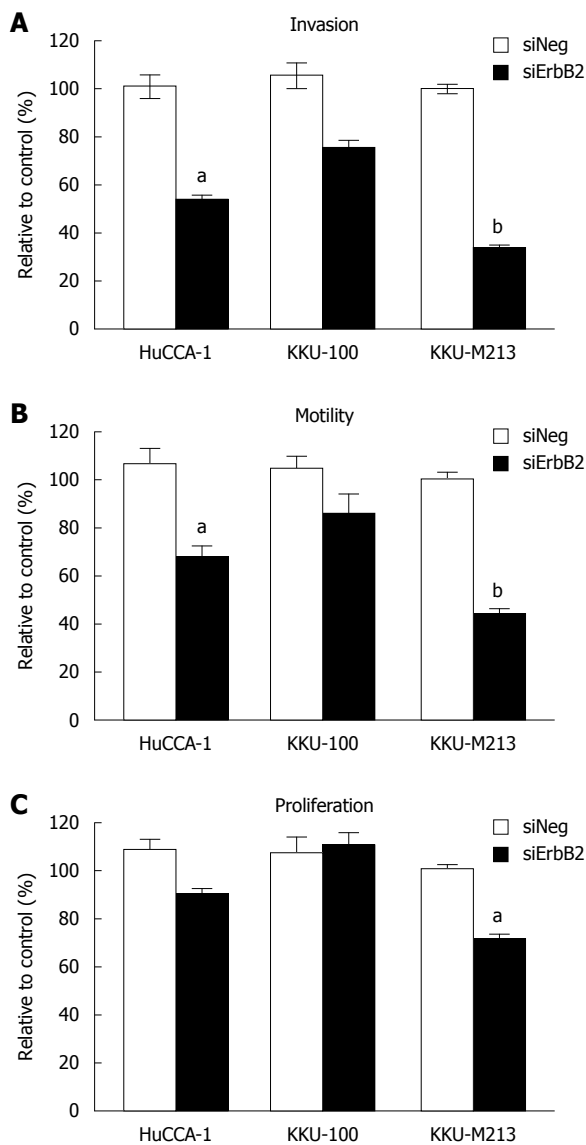 A
Invasion
siNeg
siErbB2
Relative to control (%)
120
100
80
60
40
20
0
a
b
HuCCA-1 KKU-100 KKU-M213
B
Motility
siNeg
siErbB2
Relative to control (%)
120
100
80
60
40
20
0
a
b
HuCCA-1 KKU-100 KKU-M213
C
Proliferation
siNeg
siErbB2
Relative to control (%)
120
100
80
60
40
20
0
a
HuCCA-1 KKU-100 KKU-M213